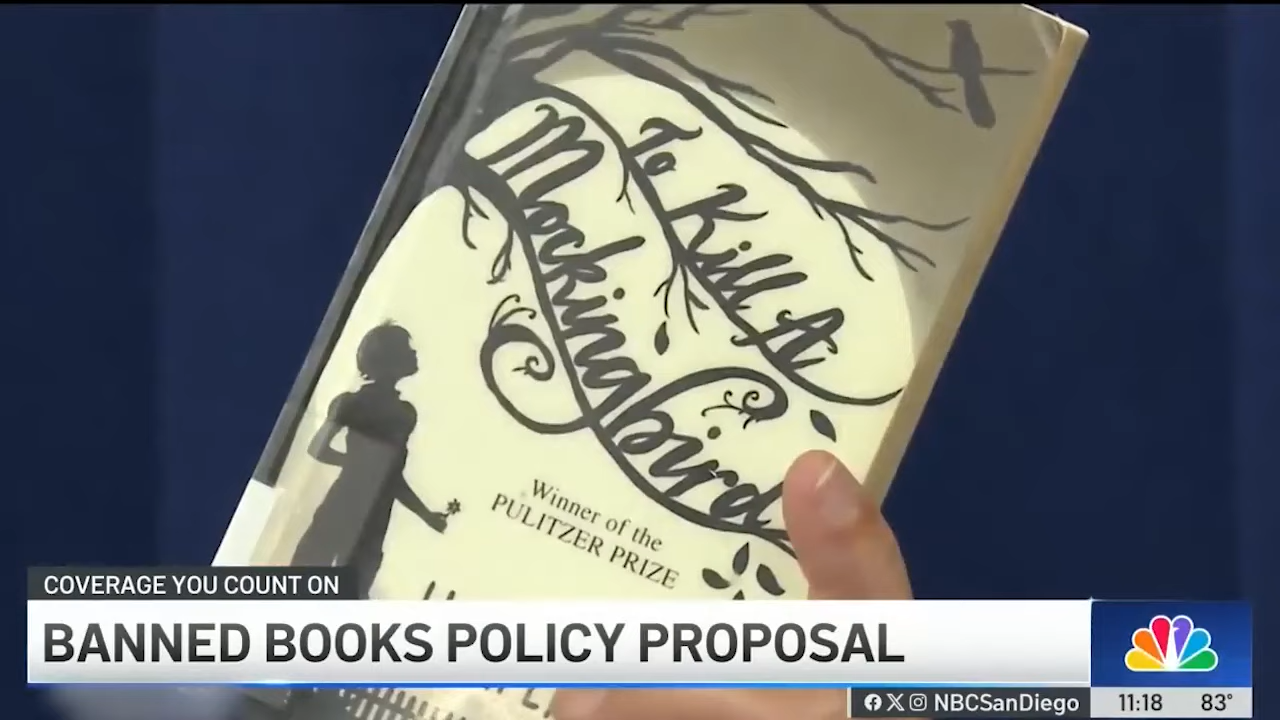 To Kill A
Mockingbird
Winner of the
PULITZER PRIZE
COVERAGE YOU COUNT ON
BANNED BOOKS POLICY PROPOSAL
NBCSanDiego
11:18 83°